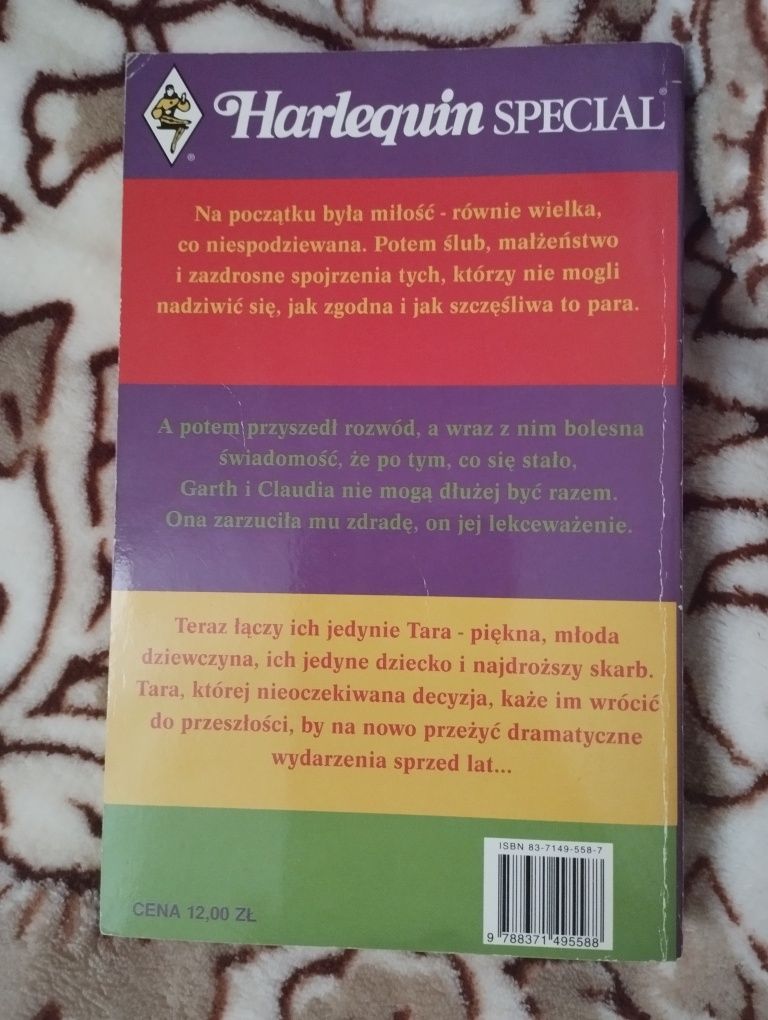 Harlequin SPECIAL®
®
Na początku była miłość - równie wielka,
co niespodziewana. Potem ślub, małżeństwo
i zazdrosne spojrzenia tych, którzy nie mogli
nadziwić się, jak zgodna i jak szczęśliwa to para.
A potem przyszedł rozwód, a wraz z nim bolesna
świadomość, że po tym, co się stało,
Garth i Claudia nie mogą dłużej być razem.
Ona zarzuciła mu zdradę, on jej lekceważenie.
Teraz łączy ich jedynie Tara - piękna, młoda
dziewczyna, ich jedyne dziecko i najdroższy skarb.
Tara, której nieoczekiwana decyzja, każe im wrócić
do przeszłości, by na nowo przeżyć dramatyczne
wydarzenia sprzed lat...
ISBN 83-7149-558-7
9 788371 495588
CENA 12,00 ZŁ